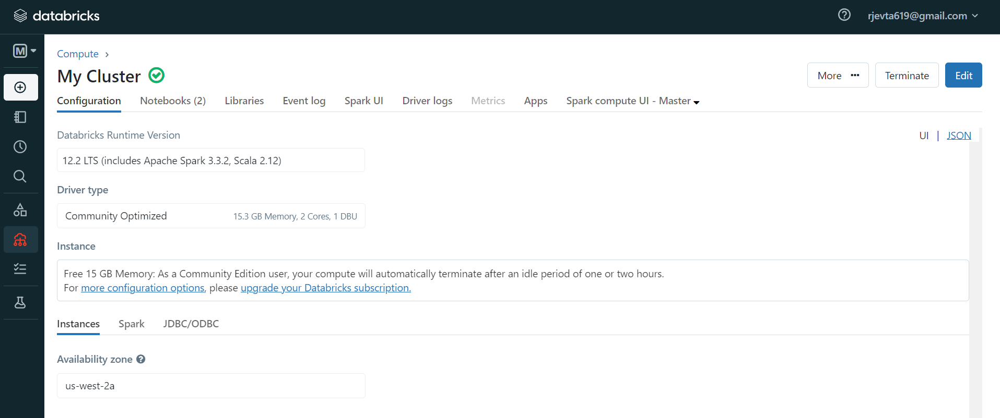 databricks
rjevta619@gmail.com
M
Compute
My Cluster
More ···
Terminate
Edit
Configuration Notebooks (2) Libraries Event log Spark UI Driver logs Metrics Apps Spark compute UI - Master
Databricks Runtime Version
UI | JSON
12.2 LTS (includes Apache Spark 3.3.2, Scala 2.12)
Driver type
Community Optimized 15.3 GB Memory, 2 Cores, 1 DBU
Instance
Free 15 GB Memory: As a Community Edition user, your compute will automatically terminate after an idle period of one or two hours.
For more configuration options, please upgrade your Databricks subscription.
Instances Spark JDBC/ODBC
Availability zone
us-west-2a